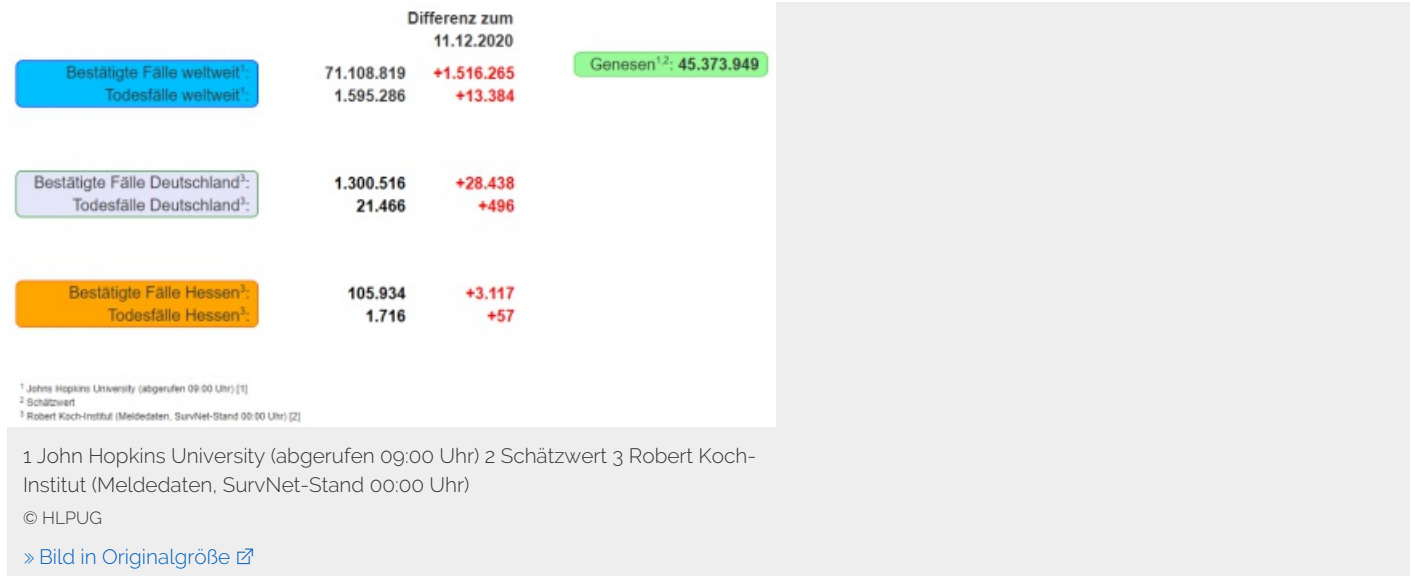 Differenz zum
11.12.2020
Bestätigte Fälle weltweit¹: 71.108.819 +1.516.265 Genesen¹˒²: 45.373.949
Todesfälle weltweit¹: 1.595.286 +13.384
Bestätigte Fälle Deutschland³: 1.300.516 +28.438
Todesfälle Deutschland³: 21.466 +496
Bestätigte Fälle Hessen³: 105.934 +3.117
Todesfälle Hessen³: 1.716 +57
¹ Johns Hopkins University (abgerufen 09:00 Uhr) [1]
² Schätzwert
³ Robert Koch-Institut (Meldedaten, SurvNet-Stand 00:00 Uhr) [2]
1 John Hopkins University (abgerufen 09:00 Uhr) 2 Schätzwert 3 Robert Koch-
Institut (Meldedaten, SurvNet-Stand 00:00 Uhr)
© HLPUG
» Bild in Originalgröße